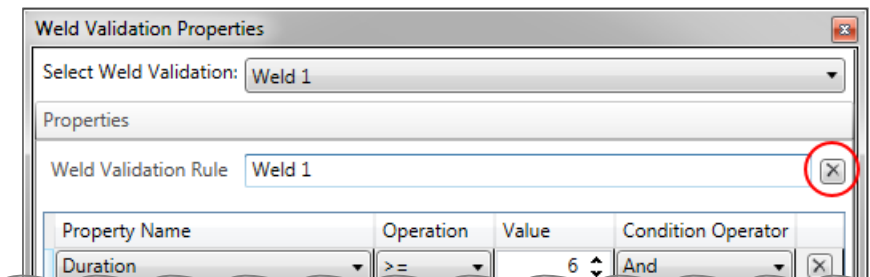 Weld Validation Properties
Select Weld Validation: Weld 1
Properties
Weld Validation Rule Weld 1
Property Name Operation Value Condition Operator
Duration >= 6 And